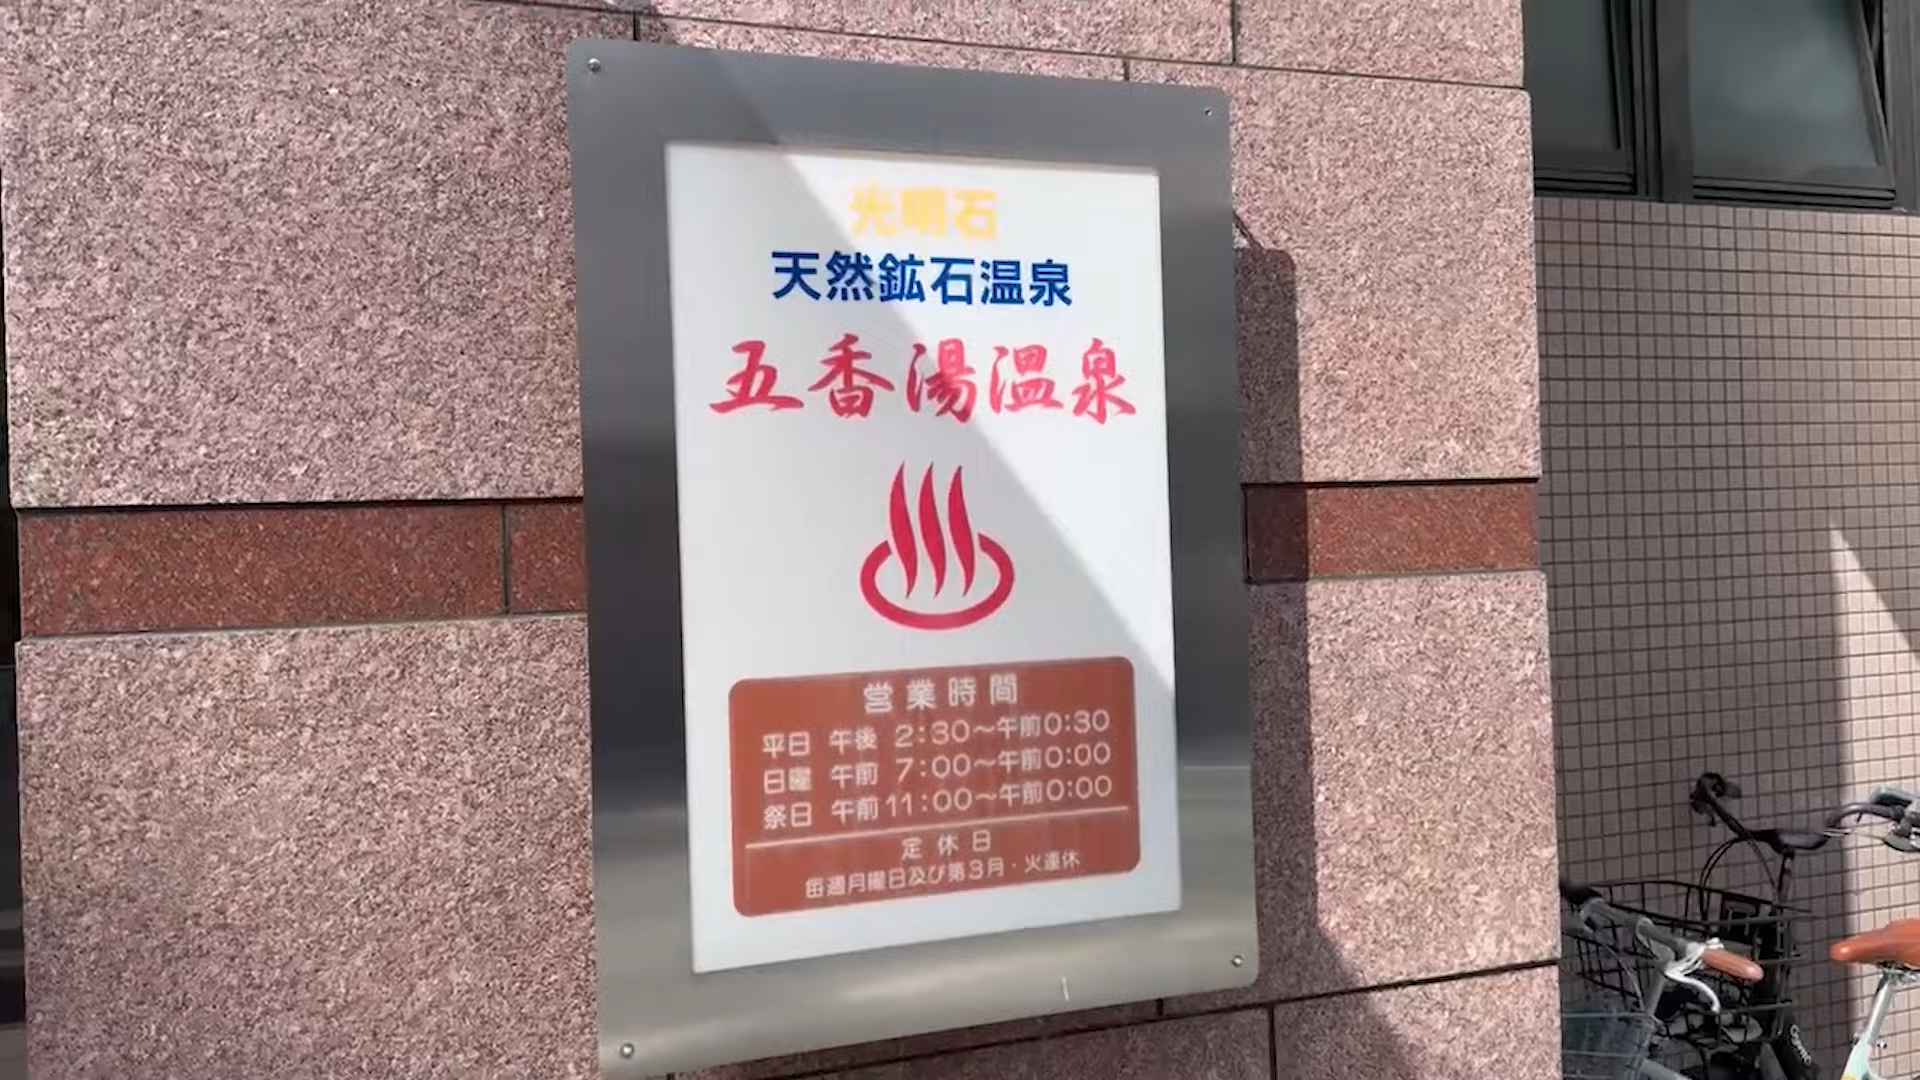 光明石
天然鉱石温泉
五香湯温泉
営業時間
平日 午後 2:30〜午前0:30
日曜 午前 7:00〜午前0:00
祭日 午前11:00〜午前0:00
定休日
毎週月曜日及び第3月・火連休